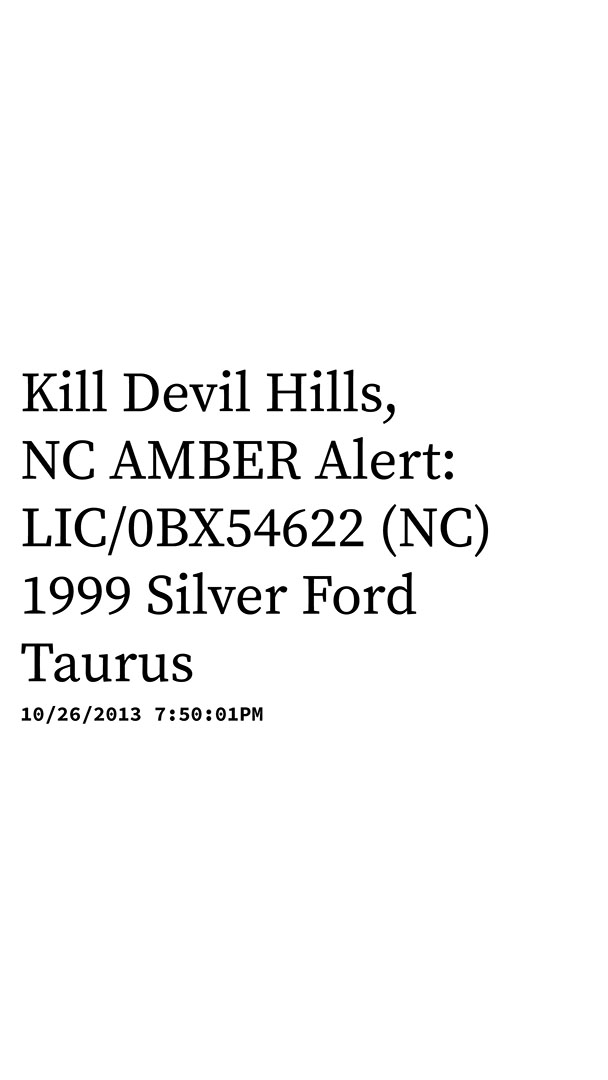 Kill Devil Hills,
NC AMBER Alert:
LIC/0BX54622 (NC)
1999 Silver Ford
Taurus
10/26/2013 7:50:01PM